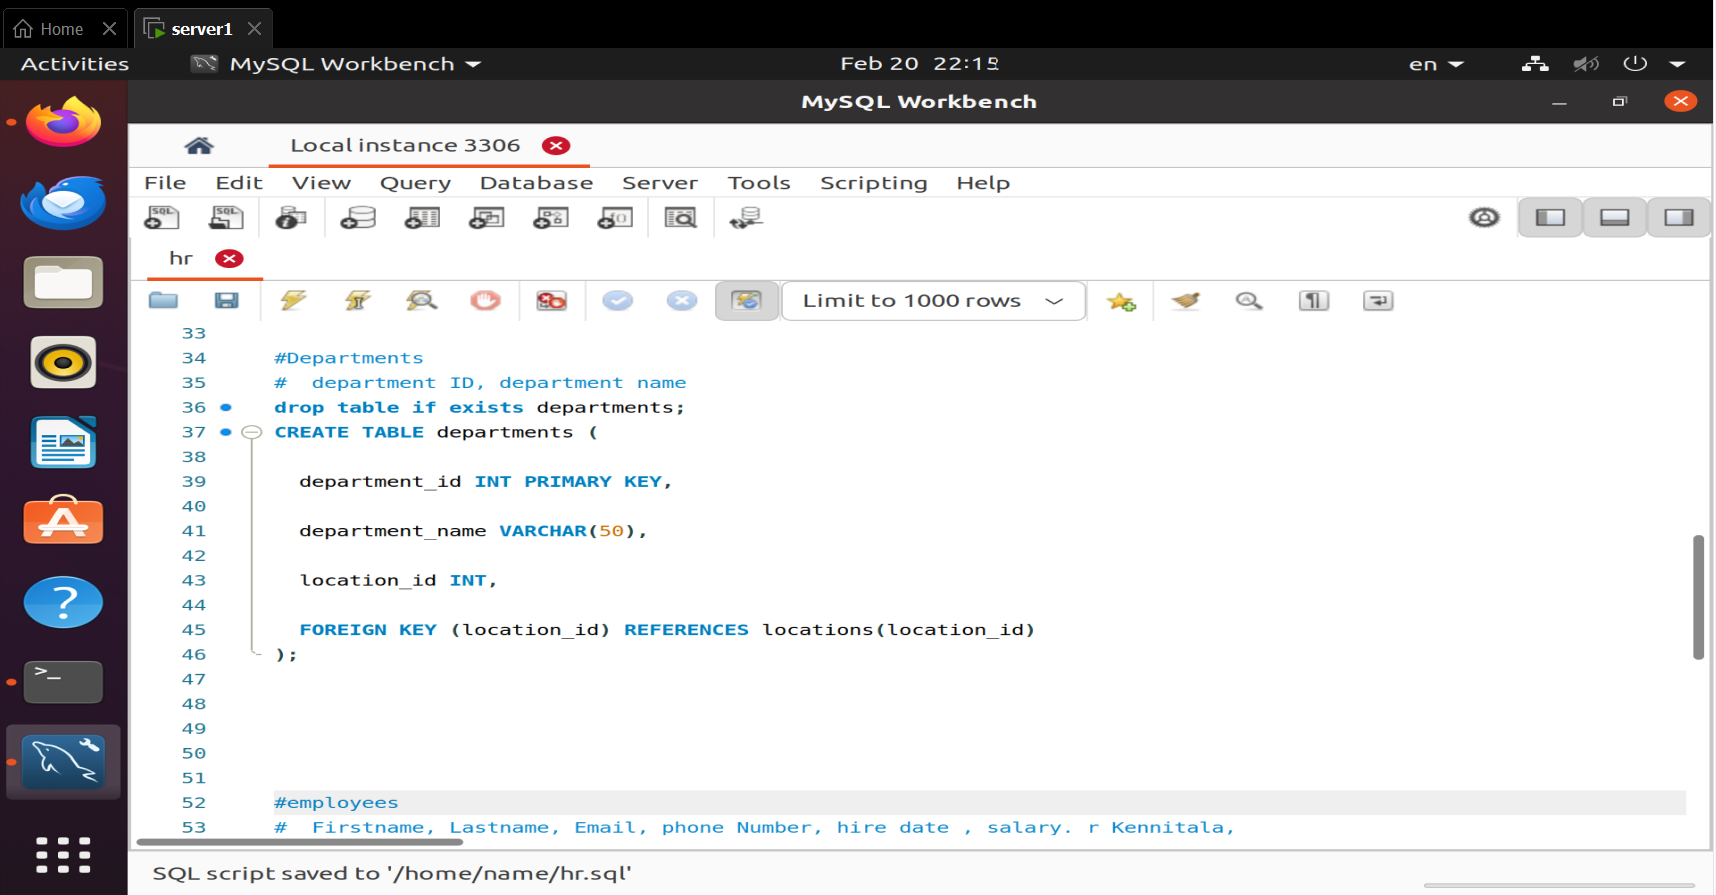 Home
server1
Activities
MySQL Workbench
Feb 20 22:15
en
MySQL Workbench
Local instance 3306
File Edit View Query Database Server Tools Scripting Help
hr
Limit to 1000 rows
33
34 #Departments
35 #  department ID, department name
36 drop table if exists departments;
37 CREATE TABLE departments (
38
39 department_id INT PRIMARY KEY,
40
41 department_name VARCHAR(50),
42
43 location_id INT,
44
45 FOREIGN KEY (location_id) REFERENCES locations(location_id)
46 );
47
48
49
50
51
52 #employees
53 #  Firstname, Lastname, Email, phone Number, hire date , salary. r Kennitala,
SQL script saved to '/home/name/hr.sql'